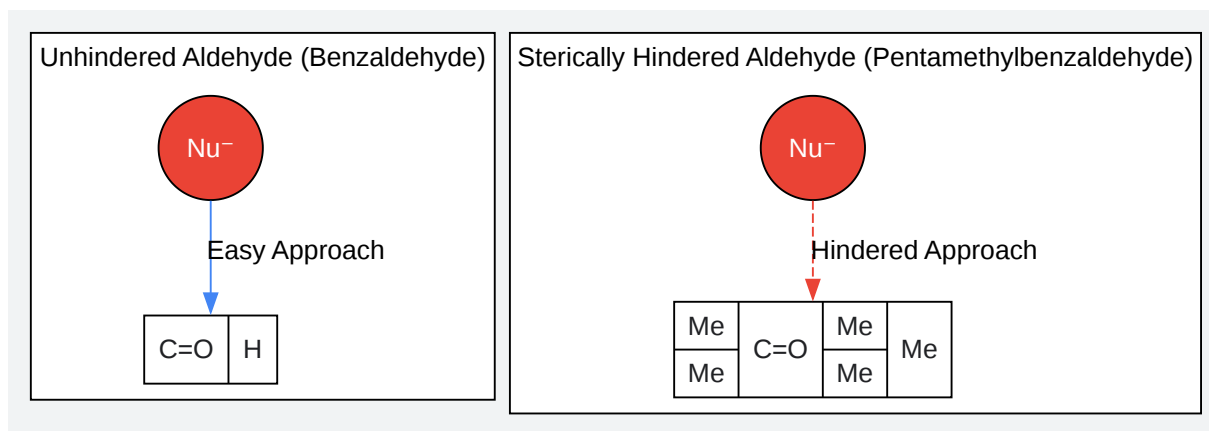 Unhindered Aldehyde (Benzaldehyde)
Nu⁻
Easy Approach
C=O
H
Sterically Hindered Aldehyde (Pentamethylbenzaldehyde)
Nu⁻
Hindered Approach
Me
Me
C=O
Me
Me
Me